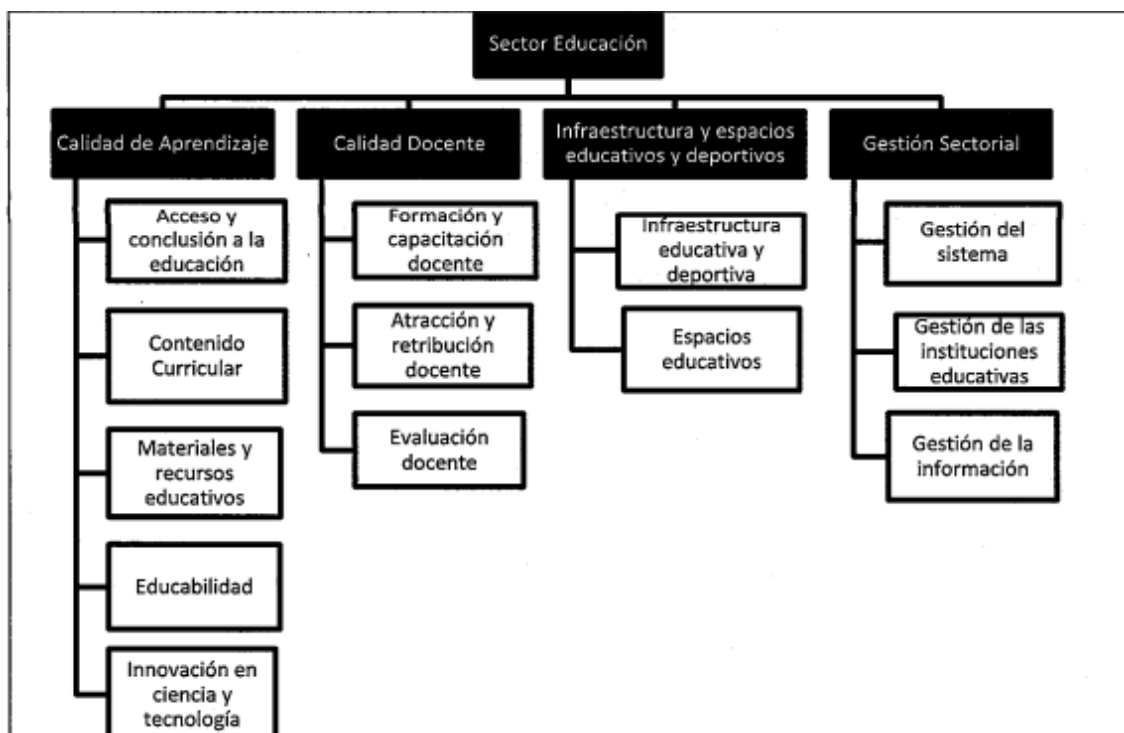 Sector Educación
Calidad de Aprendizaje
Acceso y
conclusión a la
educación
Contenido
Curricular
Materiales y
recursos
educativos
Educabilidad
Innovación en
ciencia y
tecnología
Calidad Docente
Formación y
capacitación
docente
Atracción y
retribución
docente
Evaluación
docente
Infraestructura y espacios
educativos y deportivos
Infraestructura
educativa y
deportiva
Espacios
educativos
Gestión Sectorial
Gestión del
sistema
Gestión de las
instituciones
educativas
Gestión de la
información